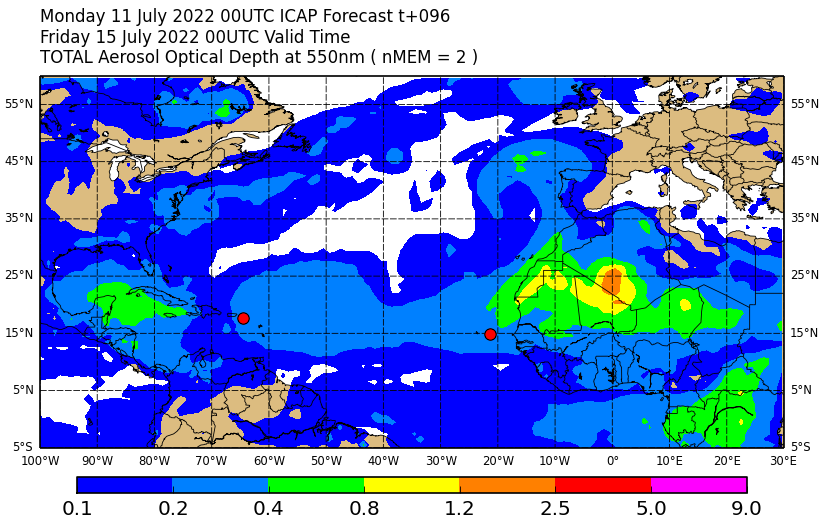 Monday 11 July 2022 00UTC ICAP Forecast t+096
Friday 15 July 2022 00UTC Valid Time
TOTAL Aerosol Optical Depth at 550nm ( nMEM = 2 )
55°N 55°N
45°N 45°N
35°N 35°N
25°N 25°N
15°N 15°N
5°N 5°N
5°S 5°S
100°W 90°W 80°W 70°W 60°W 50°W 40°W 30°W 20°W 10°W 0° 10°E 20°E 30°E
0.1 0.2 0.4 0.8 1.2 2.5 5.0 9.0